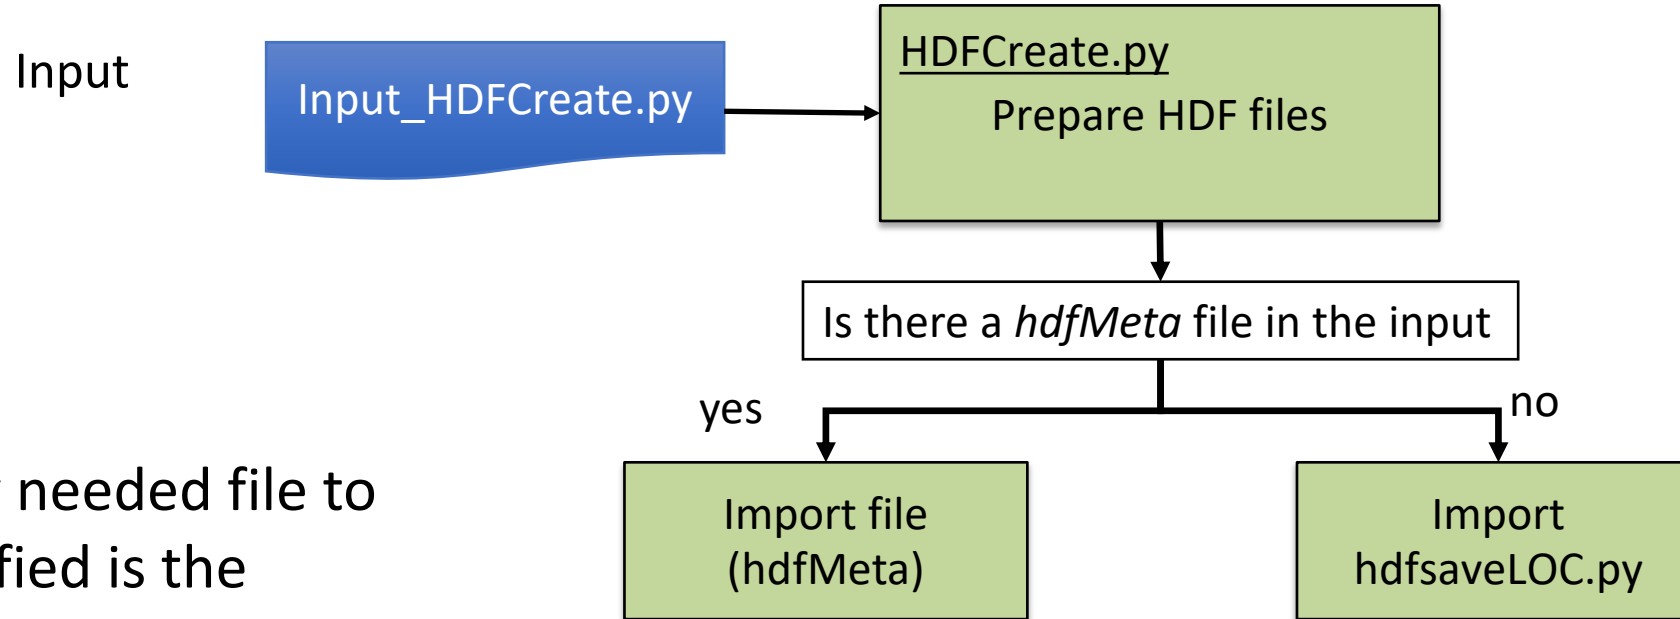 Input
Input_HDFCreate.py
HDFCreate.py
Prepare HDF files
Is there a hdfMeta file in the input
yes
no
needed file to
fied is the
Import file
(hdfMeta)
Import
hdfsaveLOC.py